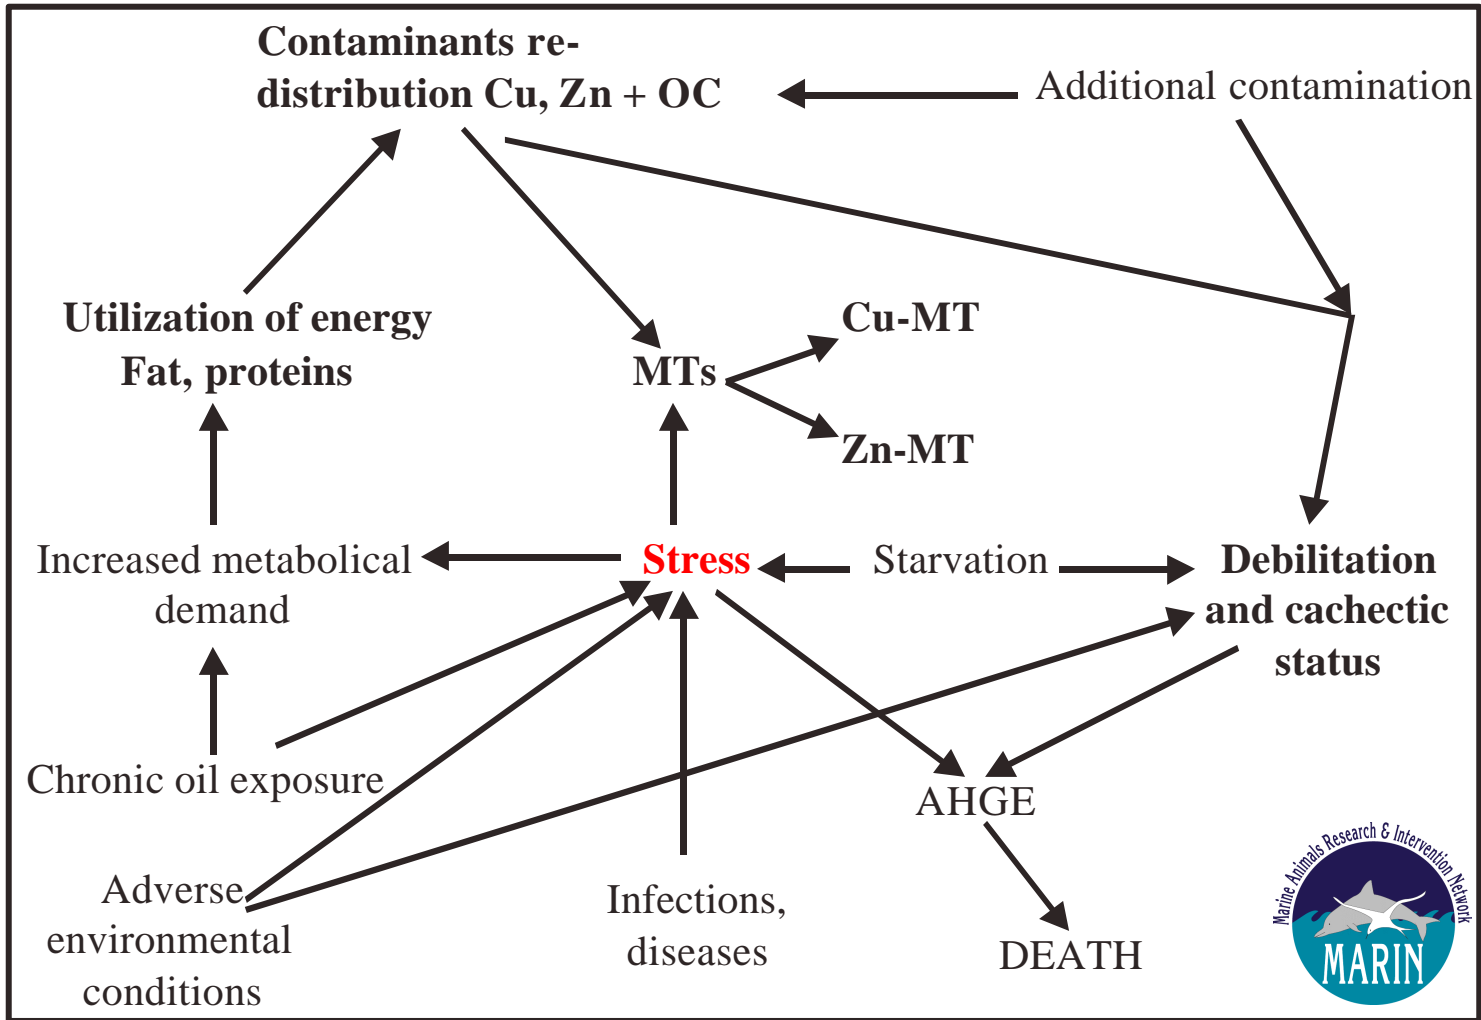 Contaminants re-
distribution Cu, Zn + OC
Additional contamination
Utilization of energy
Fat, proteins
MTs
Cu-MT
Zn-MT
Increased metabolical
demand
Stress
Starvation
Debilitation
and cachectic
status
Chronic oil exposure
AHGE
Adverse
environmental
conditions
Infections,
diseases
DEATH
Marine Animals Research & Intervention Network
MARIN